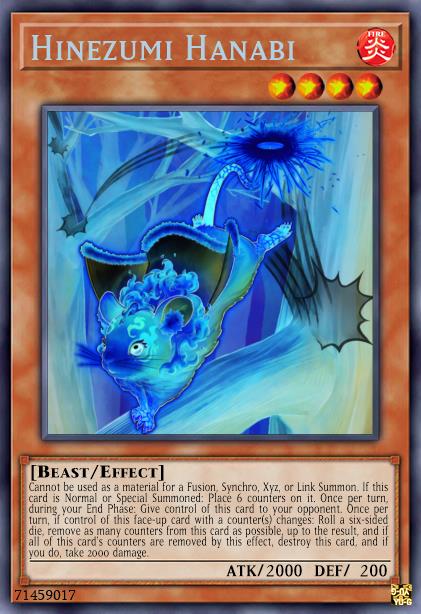 HINEZUMI HANABI
FIRE
炎
[BEAST/EFFECT]
Cannot be used as a material for a Fusion, Synchro, Xyz, or Link Summon. If this
card is Normal or Special Summoned: Place 6 counters on it. Once per turn,
during your End Phase: Give control of this card to your opponent. Once per
turn, if control of this face-up card with a counter(s) changes: Roll a six-sided
die, remove as many counters from this card as possible, up to the result, and if
all of this card's counters are removed by this effect, destroy this card, and if
you do, take 2000 damage.
ATK/2000 DEF/ 200
71459017